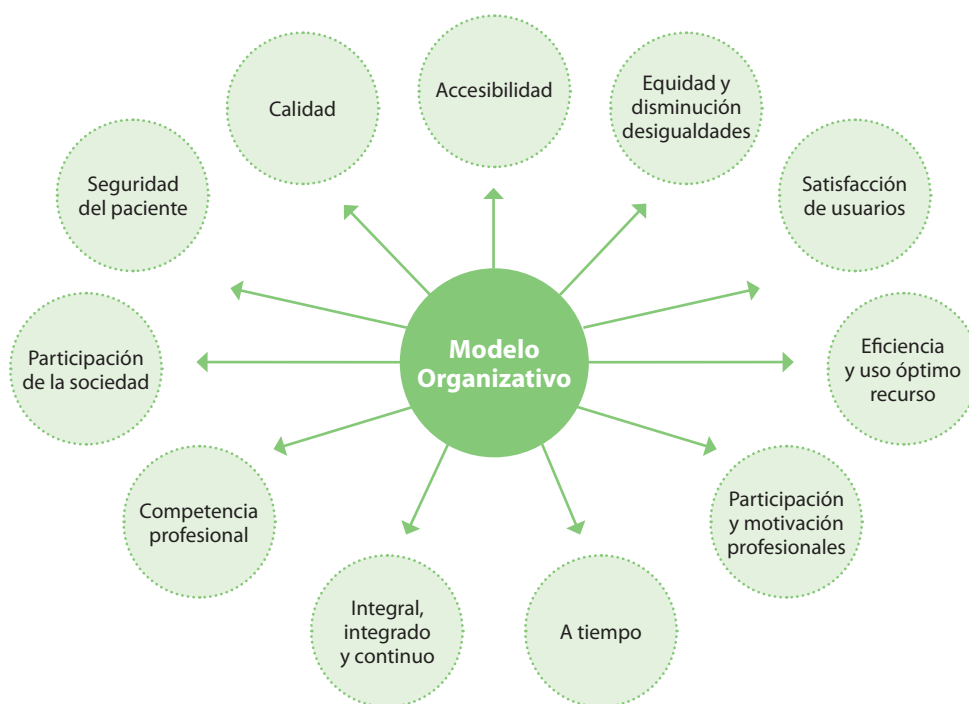 Accesibilidad
Equidad y
disminución
desigualdades
Calidad
Satisfacción
de usuarios
Seguridad
del paciente
Modelo
Organizativo
Eficiencia
y uso óptimo
recurso
Participación
de la sociedad
Participación
y motivación
profesionales
Competencia
profesional
Integral,
integrado
y continuo
A tiempo